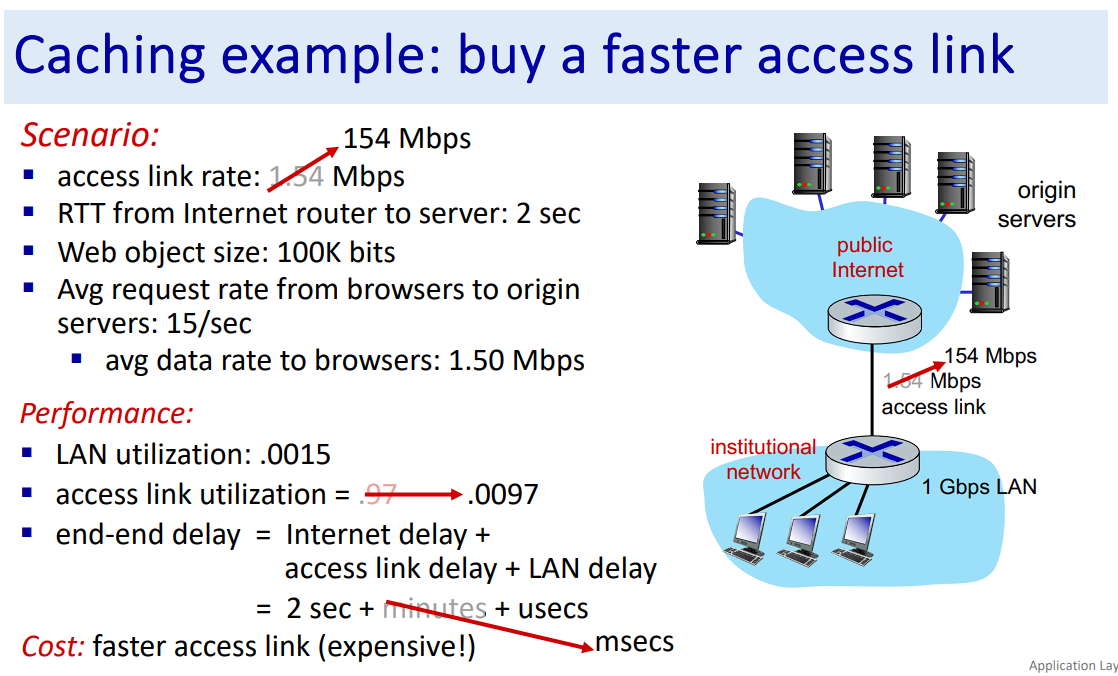 Caching example: buy a faster access link
Scenario:
154 Mbps
▪ access link rate: 1.54 Mbps
▪ RTT from Internet router to server: 2 sec
▪ Web object size: 100K bits
▪ Avg request rate from browsers to origin
servers: 15/sec
▪ avg data rate to browsers: 1.50 Mbps
Performance:
▪ LAN utilization: .0015
▪ access link utilization = .97 .0097
▪ end-end delay = Internet delay +
access link delay + LAN delay
= 2 sec + minutes + usecs
msecs
Cost: faster access link (expensive!)
origin
servers
public
Internet
154 Mbps
1.54 Mbps
access link
institutional
network
1 Gbps LAN
Application Lay